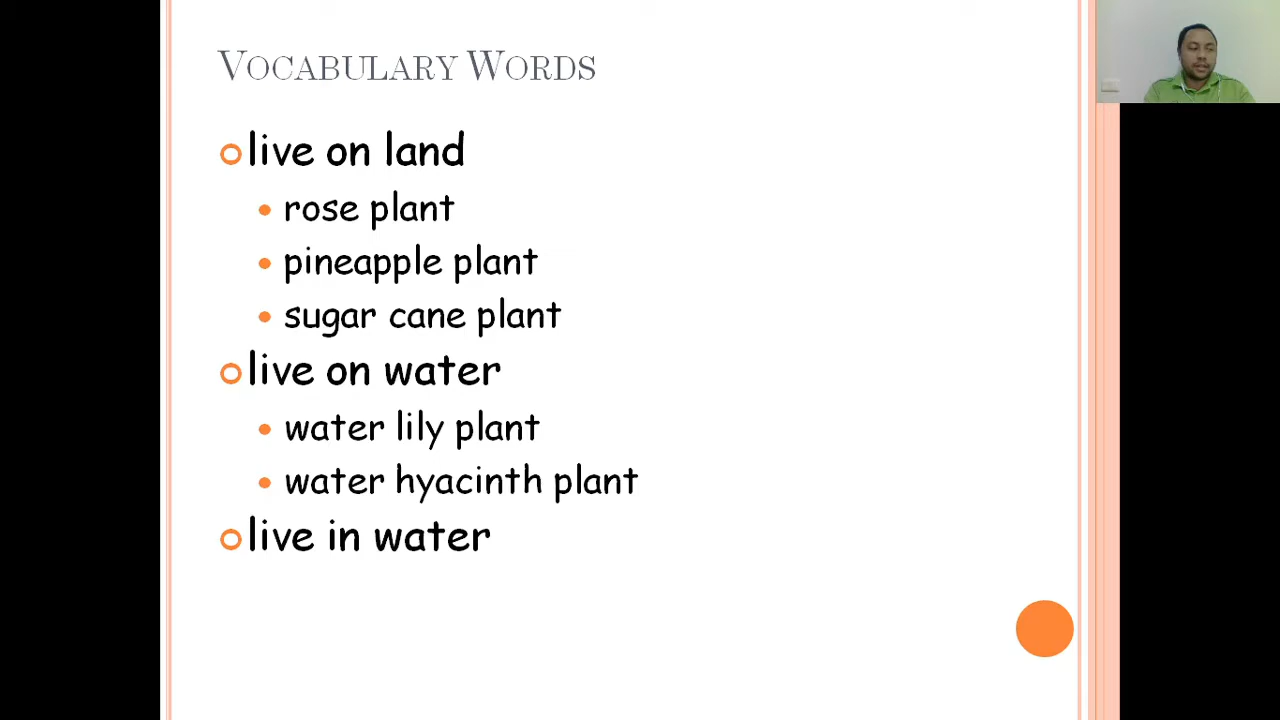 Vocabulary Words
live on land
rose plant
pineapple plant
sugar cane plant
live on water
water lily plant
water hyacinth plant
live in water